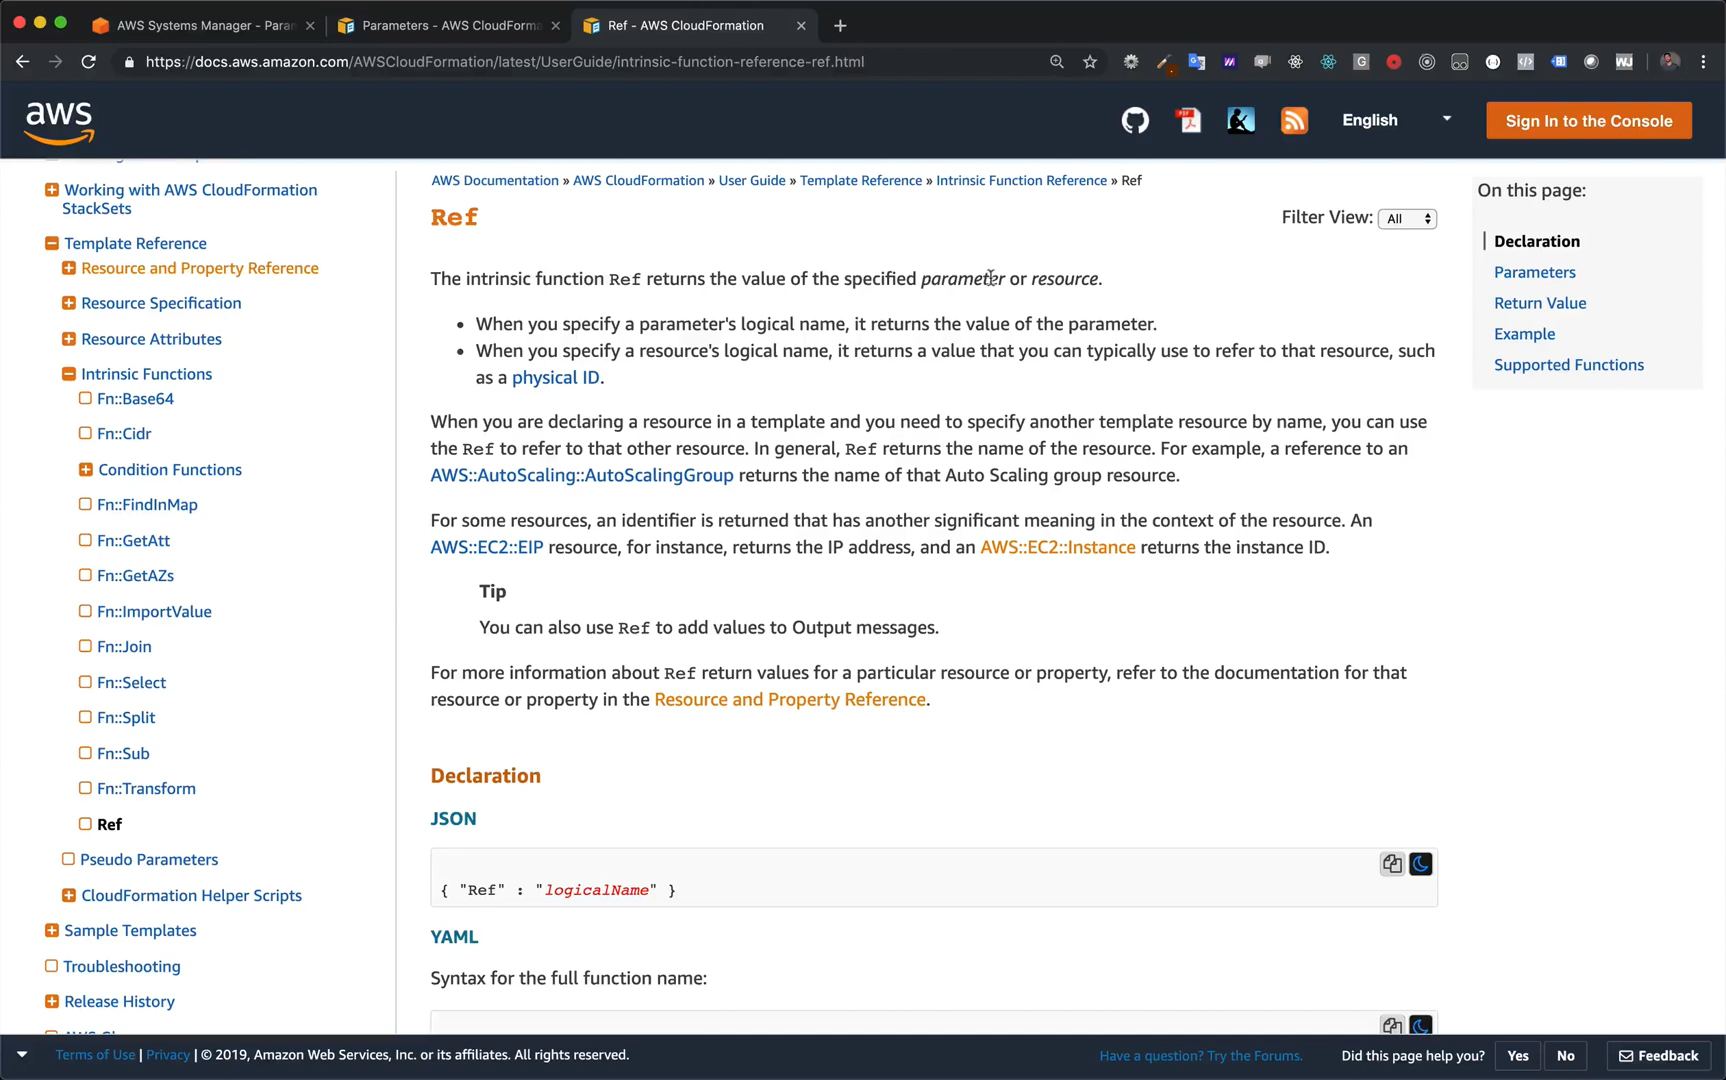 AWS Systems Manager - Para
Parameters - AWS CloudForma
Ref - AWS CloudFormation
https://docs.aws.amazon.com/AWSCloudFormation/latest/UserGuide/intrinsic-function-reference-ref.html
aws
English
Sign In to the Console
Working with AWS CloudFormation
StackSets
Template Reference
Resource and Property Reference
Resource Specification
Resource Attributes
Intrinsic Functions
Fn::Base64
Fn::Cidr
Condition Functions
Fn::FindInMap
Fn::GetAtt
Fn::GetAZs
Fn::ImportValue
Fn::Join
Fn::Select
Fn::Split
Fn::Sub
Fn::Transform
Ref
Pseudo Parameters
CloudFormation Helper Scripts
Sample Templates
Troubleshooting
Release History
AWS Documentation » AWS CloudFormation » User Guide » Template Reference » Intrinsic Function Reference » Ref
Ref
Filter View: All
The intrinsic function Ref returns the value of the specified parameter or resource.
• When you specify a parameter's logical name, it returns the value of the parameter.
• When you specify a resource's logical name, it returns a value that you can typically use to refer to that resource, such
as a physical ID.
When you are declaring a resource in a template and you need to specify another template resource by name, you can use
the Ref to refer to that other resource. In general, Ref returns the name of the resource. For example, a reference to an
AWS::AutoScaling::AutoScalingGroup returns the name of that Auto Scaling group resource.
For some resources, an identifier is returned that has another significant meaning in the context of the resource. An
AWS::EC2::EIP resource, for instance, returns the IP address, and an AWS::EC2::Instance returns the instance ID.
Tip
You can also use Ref to add values to Output messages.
For more information about Ref return values for a particular resource or property, refer to the documentation for that
resource or property in the Resource and Property Reference.
Declaration
JSON
{ "Ref" : "logicalName" }
YAML
Syntax for the full function name:
On this page:
Declaration
Parameters
Return Value
Example
Supported Functions
Terms of Use | Privacy | © 2019, Amazon Web Services, Inc. or its affiliates. All rights reserved.
Have a question? Try the Forums.
Did this page help you?
Yes
No
Feedback